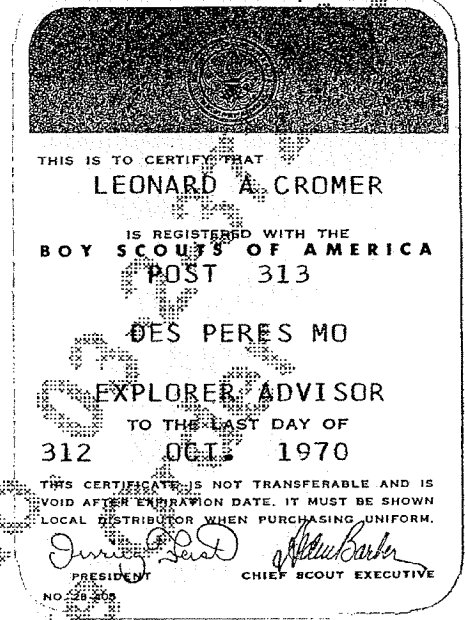 THIS IS TO CERTIFY THAT
LEONARD A CROMER
IS REGISTERED WITH THE
BOY SCOUTS OF AMERICA
POST 313
DES PERES MO
EXPLORER ADVISOR
TO THE LAST DAY OF
312 OCT. 1970
THIS CERTIFICATE IS NOT TRANSFERABLE AND IS
VOID AFTER EXPIRATION DATE. IT MUST BE SHOWN
LOCAL DISTRIBUTOR WHEN PURCHASING UNIFORM.
PRESIDENT CHIEF SCOUT EXECUTIVE